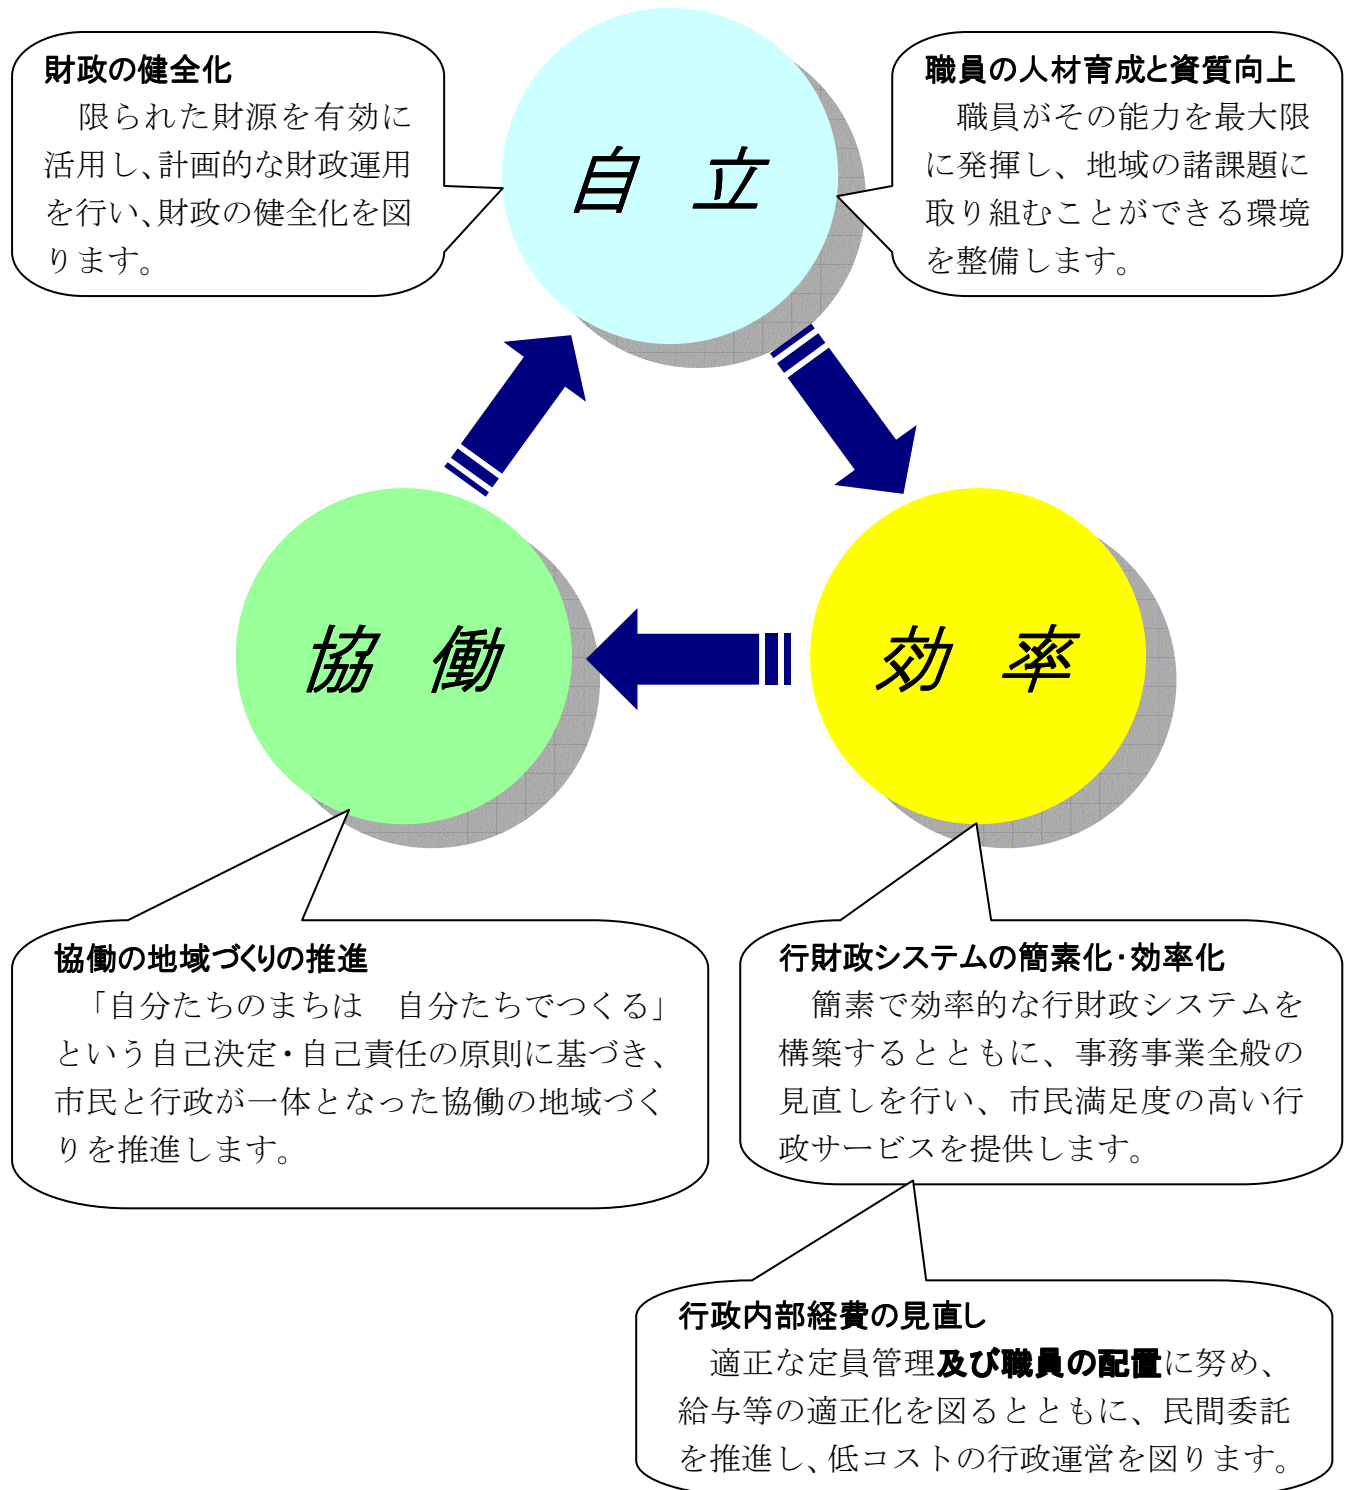 財政の健全化
　限られた財源を有効に
活用し、計画的な財政運用
を行い、財政の健全化を図
ります。
自　立
職員の人材育成と資質向上
　職員がその能力を最大限
に発揮し、地域の諸課題に
取り組むことができる環境
を整備します。
協　働
効　率
協働の地域づくりの推進
　「自分たちのまちは　自分たちでつくる」
という自己決定・自己責任の原則に基づき、
市民と行政が一体となった協働の地域づく
りを推進します。
行財政システムの簡素化・効率化
　簡素で効率的な行財政システムを
構築するとともに、事務事業全般の
見直しを行い、市民満足度の高い行
政サービスを提供します。
行政内部経費の見直し
　適正な定員管理及び職員の配置に努め、
給与等の適正化を図るとともに、民間委託
を推進し、低コストの行政運営を図ります。